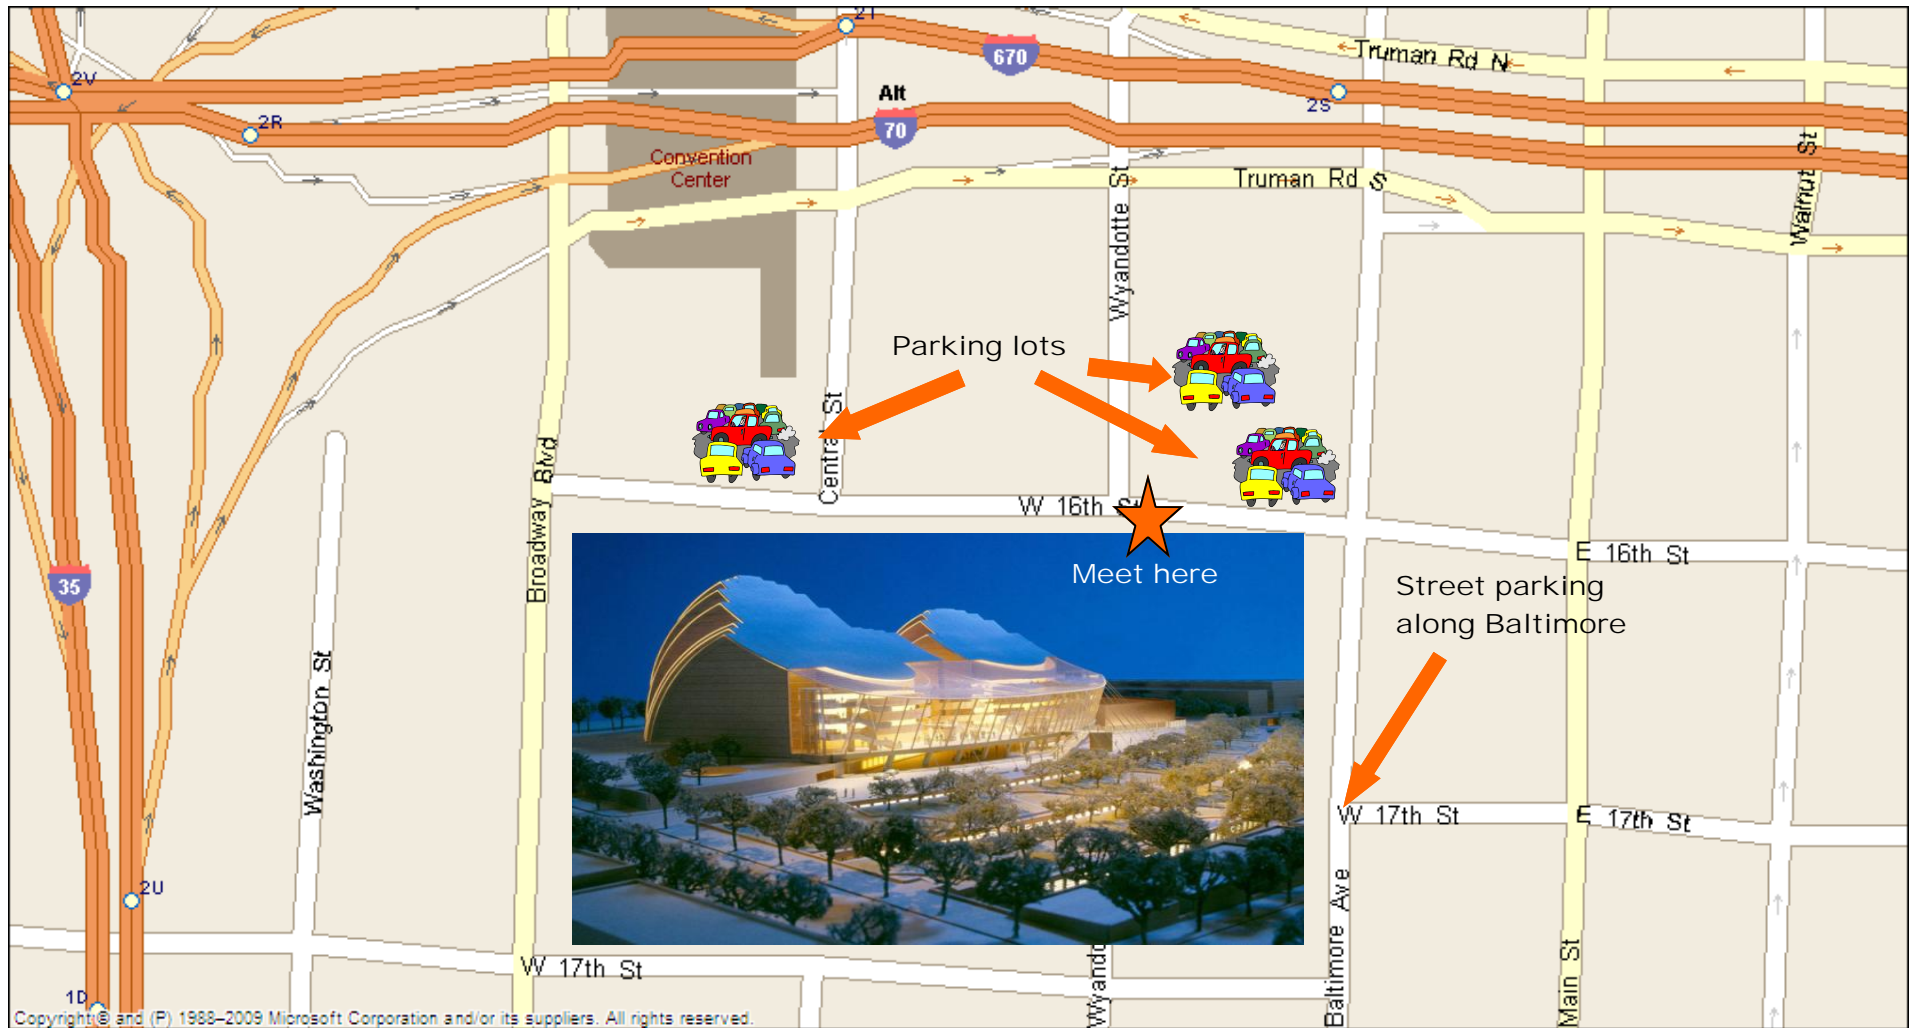 2T
670
Truman Rd N
2V
2S
Alt
70
2R
Convention
Center
Truman Rd S
Walnut St
Wyandotte St
Parking lots
Central St
Broadway Blvd
W 16th St
E 16th St
Meet here
35
Street parking
along Baltimore
Washington St
W 17th St
E 17th St
2U
Baltimore Ave
Main St
W 17th St
Wyando
1D
Copyright © and (P) 1988–2009 Microsoft Corporation and/or its suppliers. All rights reserved.